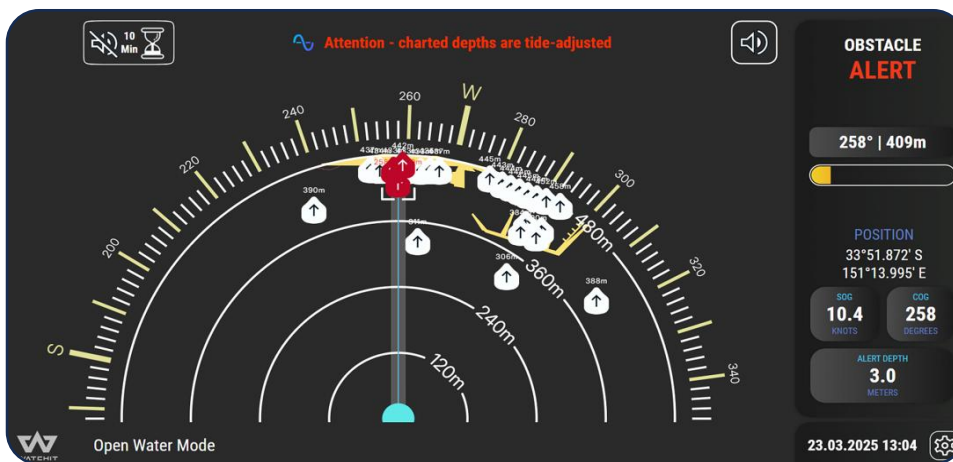 10
Min
Attention - charted depths are tide-adjusted
OBSTACLE
ALERT
258° | 409m
POSITION
33°51.872' S
151°13.995' E
SOG
10.4
KNOTS
COG
258
DEGREES
ALERT DEPTH
3.0
METERS
23.03.2025 13:04
S
200
220
240
260
W
280
300
320
340
442m
445m
390m
311m
306m
388m
480m
360m
240m
120m
Open Water Mode
WATCHIT